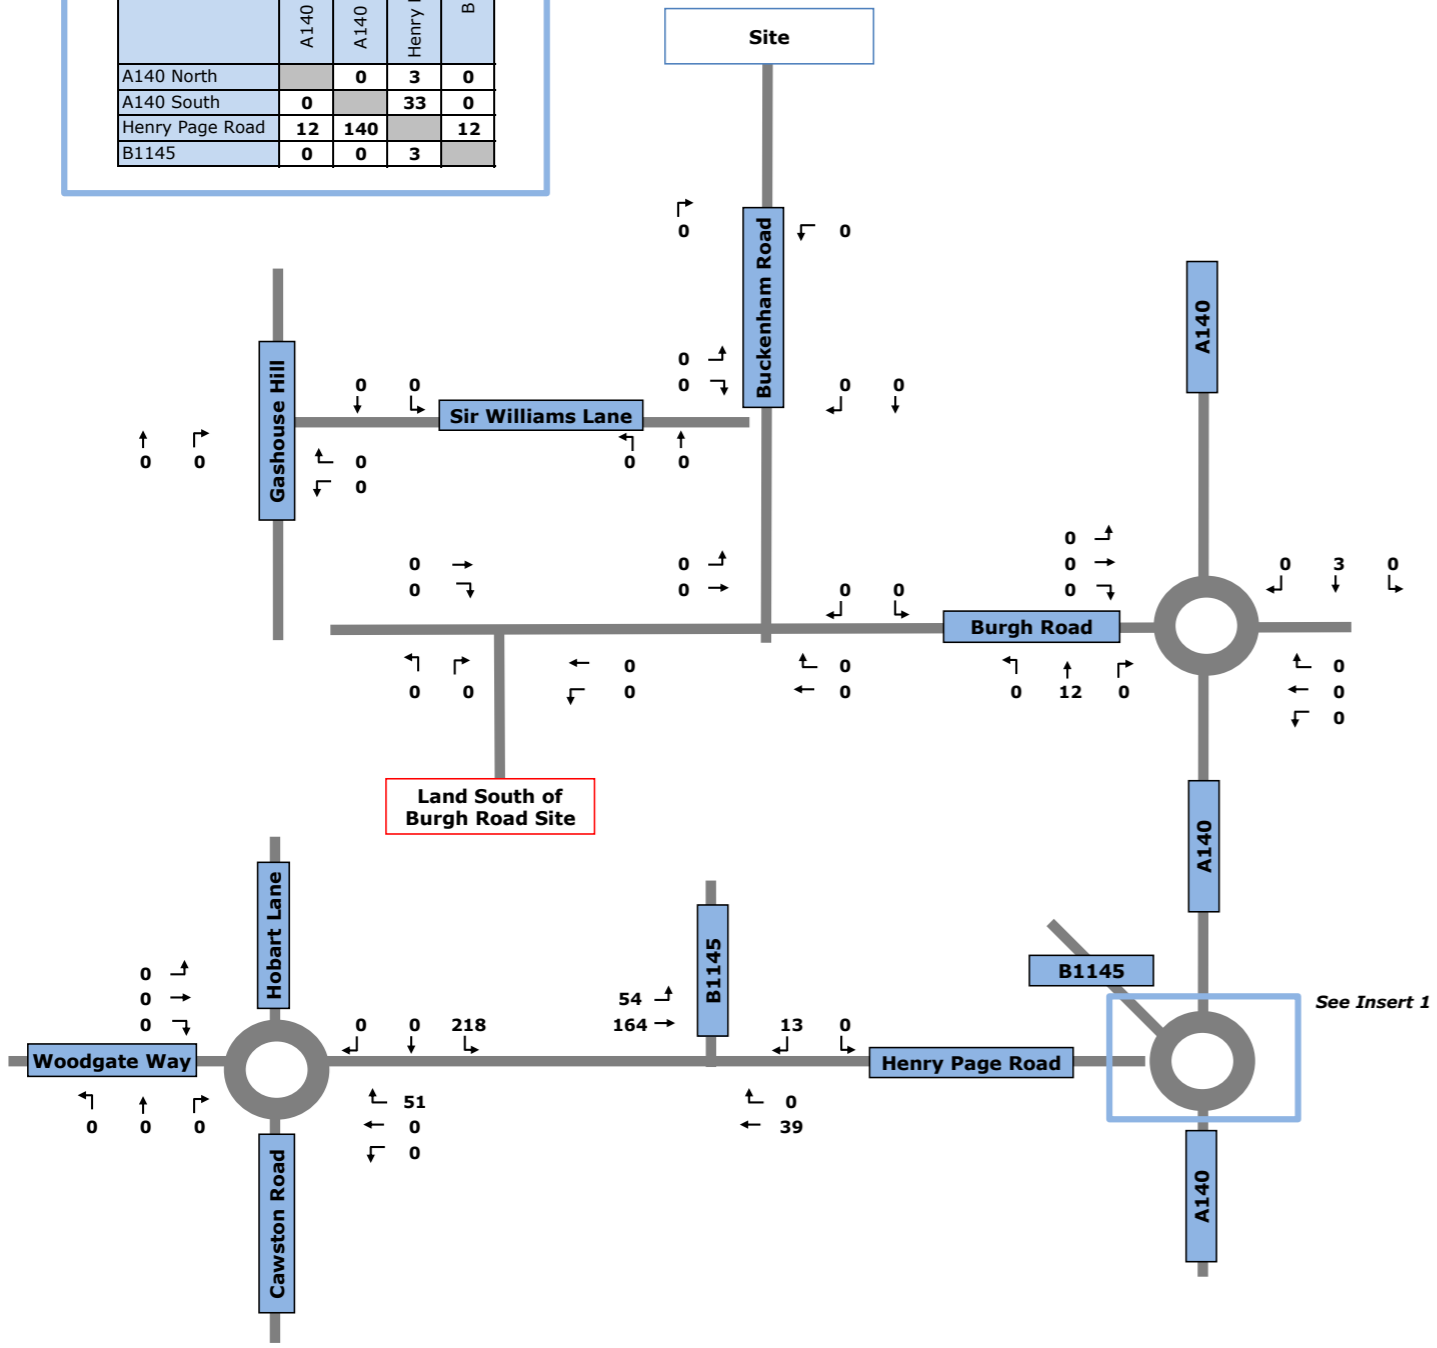 A140
A140
Henry
B
A140 North 0 3 0
A140 South 0 33 0
Henry Page Road 12 140 12
B1145 0 0 3
Site
0
0
Buckenham Road
A140
Gashouse Hill
0 0
Sir Williams Lane
0
0
0 0
0 0
0
0
0 0
0
0
0
0
0 0
Burgh Road
0
0
0
0 3 0
0 0
0
0
0
0
0 12 0
0
0
0
Land South of
Burgh Road Site
A140
Hobart Lane
B1145
B1145
See Insert 1
0
0
0
Woodgate Way
0 0 218
54
164
13 0
Henry Page Road
0 0 0
51
0
0
0
39
Cawston Road
A140